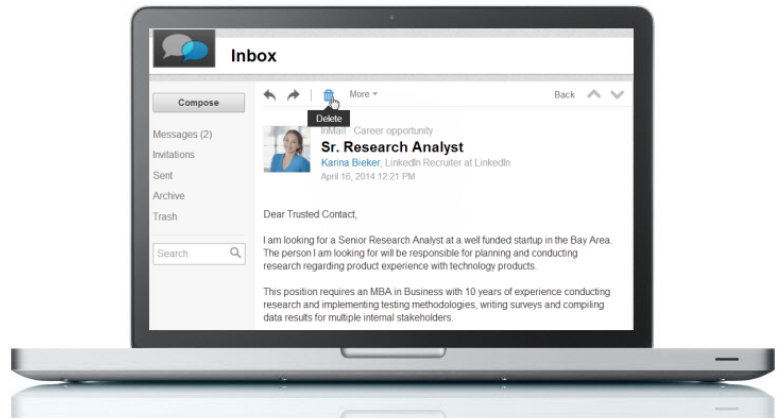 Inbox
Compose
Messages (2)
Invitations
Sent
Archive
Trash
Search
More
Back
Delete
InMail · Career opportunity
Sr. Research Analyst
Karina Bieker, LinkedIn Recruiter at LinkedIn
April 16, 2014 12:21 PM
Dear Trusted Contact,
I am looking for a Senior Research Analyst at a well funded startup in the Bay Area.
The person I am looking for will be responsible for planning and conducting
research regarding product experience with technology products.
This position requires an MBA in Business with 10 years of experience conducting
research and implementing testing methodologies, writing surveys and compiling
data results for multiple internal stakeholders.